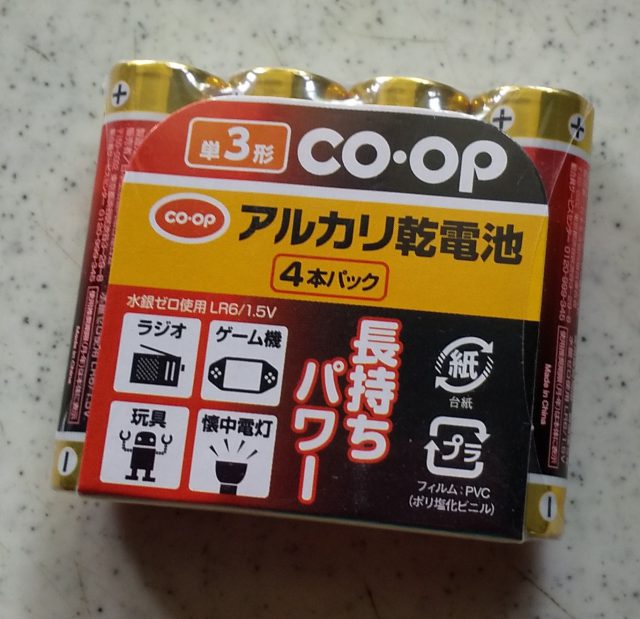 単3形 CO・OP
CO・OP アルカリ乾電池
4本パック
水銀ゼロ使用 LR6/1.5V
ラジオ
ゲーム機
玩具
懐中電灯
長持ち
パワー
紙
台紙
プラ
フィルム:PVC
(ポリ塩化ビニル)
+
+
+
−
−
0120-999-345
Made in China